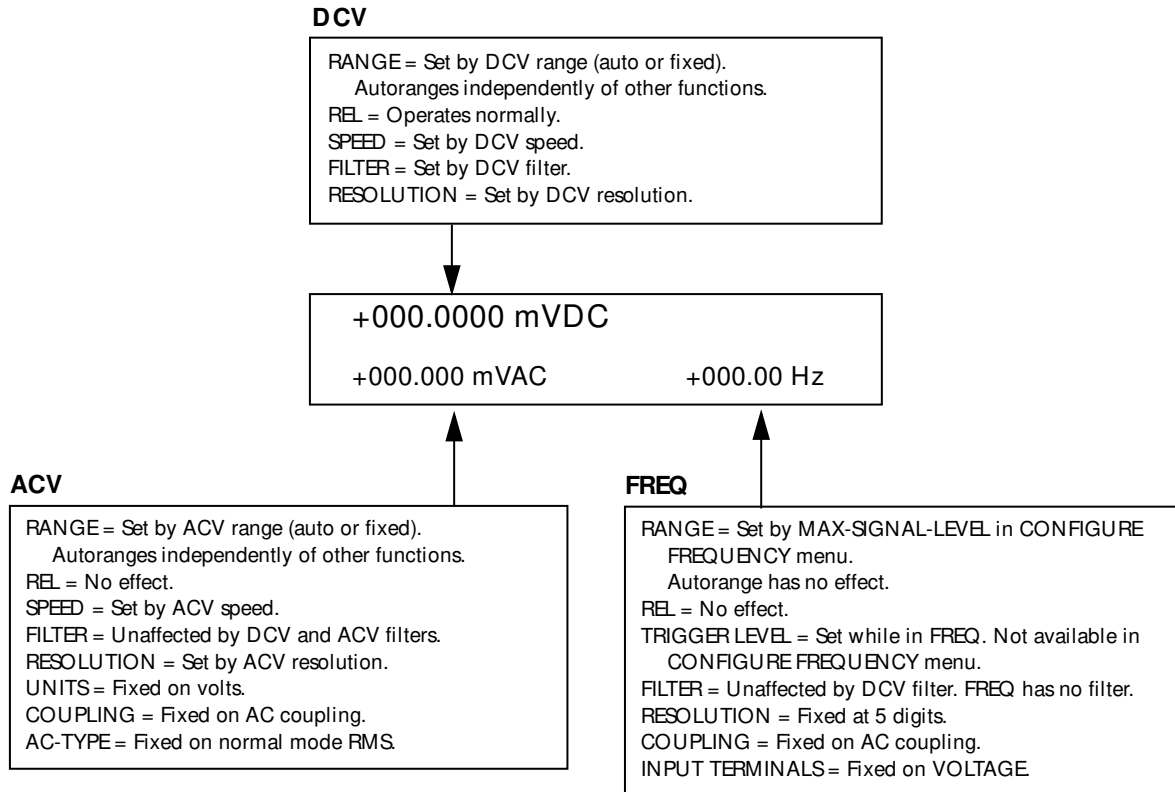 DCV
RANGE = Set by DCV range (auto or fixed).
Autoranges independently of other functions.
REL = Operates normally.
SPEED = Set by DCV speed.
FILTER = Set by DCV filter.
RESOLUTION = Set by DCV resolution.
+000.0000 mVDC
+000.000 mVAC +000.00 Hz
ACV
RANGE = Set by ACV range (auto or fixed).
Autoranges independently of other functions.
REL = No effect.
SPEED = Set by ACV speed.
FILTER = Unaffected by DCV and ACV filters.
RESOLUTION = Set by ACV resolution.
UNITS = Fixed on volts.
COUPLING = Fixed on AC coupling.
AC-TYPE = Fixed on normal mode RMS.
FREQ
RANGE = Set by MAX-SIGNAL-LEVEL in CONFIGURE
FREQUENCY menu.
Autorange has no effect.
REL = No effect.
TRIGGER LEVEL = Set while in FREQ. Not available in
CONFIGURE FREQUENCY menu.
FILTER = Unaffected by DCV filter. FREQ has no filter.
RESOLUTION = Fixed at 5 digits.
COUPLING = Fixed on AC coupling.
INPUT TERMINALS = Fixed on VOLTAGE.